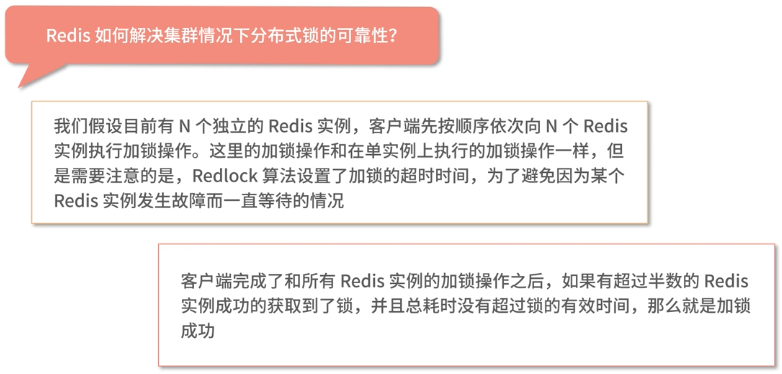 Redis 如何解决集群情况下分布式锁的可靠性？
我们假设目前有 N 个独立的 Redis 实例，客户端先按顺序依次向 N 个 Redis
实例执行加锁操作。这里的加锁操作和在单实例上执行的加锁操作一样，但
是需要注意的是，Redlock 算法设置了加锁的超时时间，为了避免因为某个
Redis 实例发生故障而一直等待的情况
客户端完成了和所有 Redis 实例的加锁操作之后，如果有超过半数的 Redis
实例成功的获取到了锁，并且总耗时没有超过锁的有效时间，那么就是加锁
成功